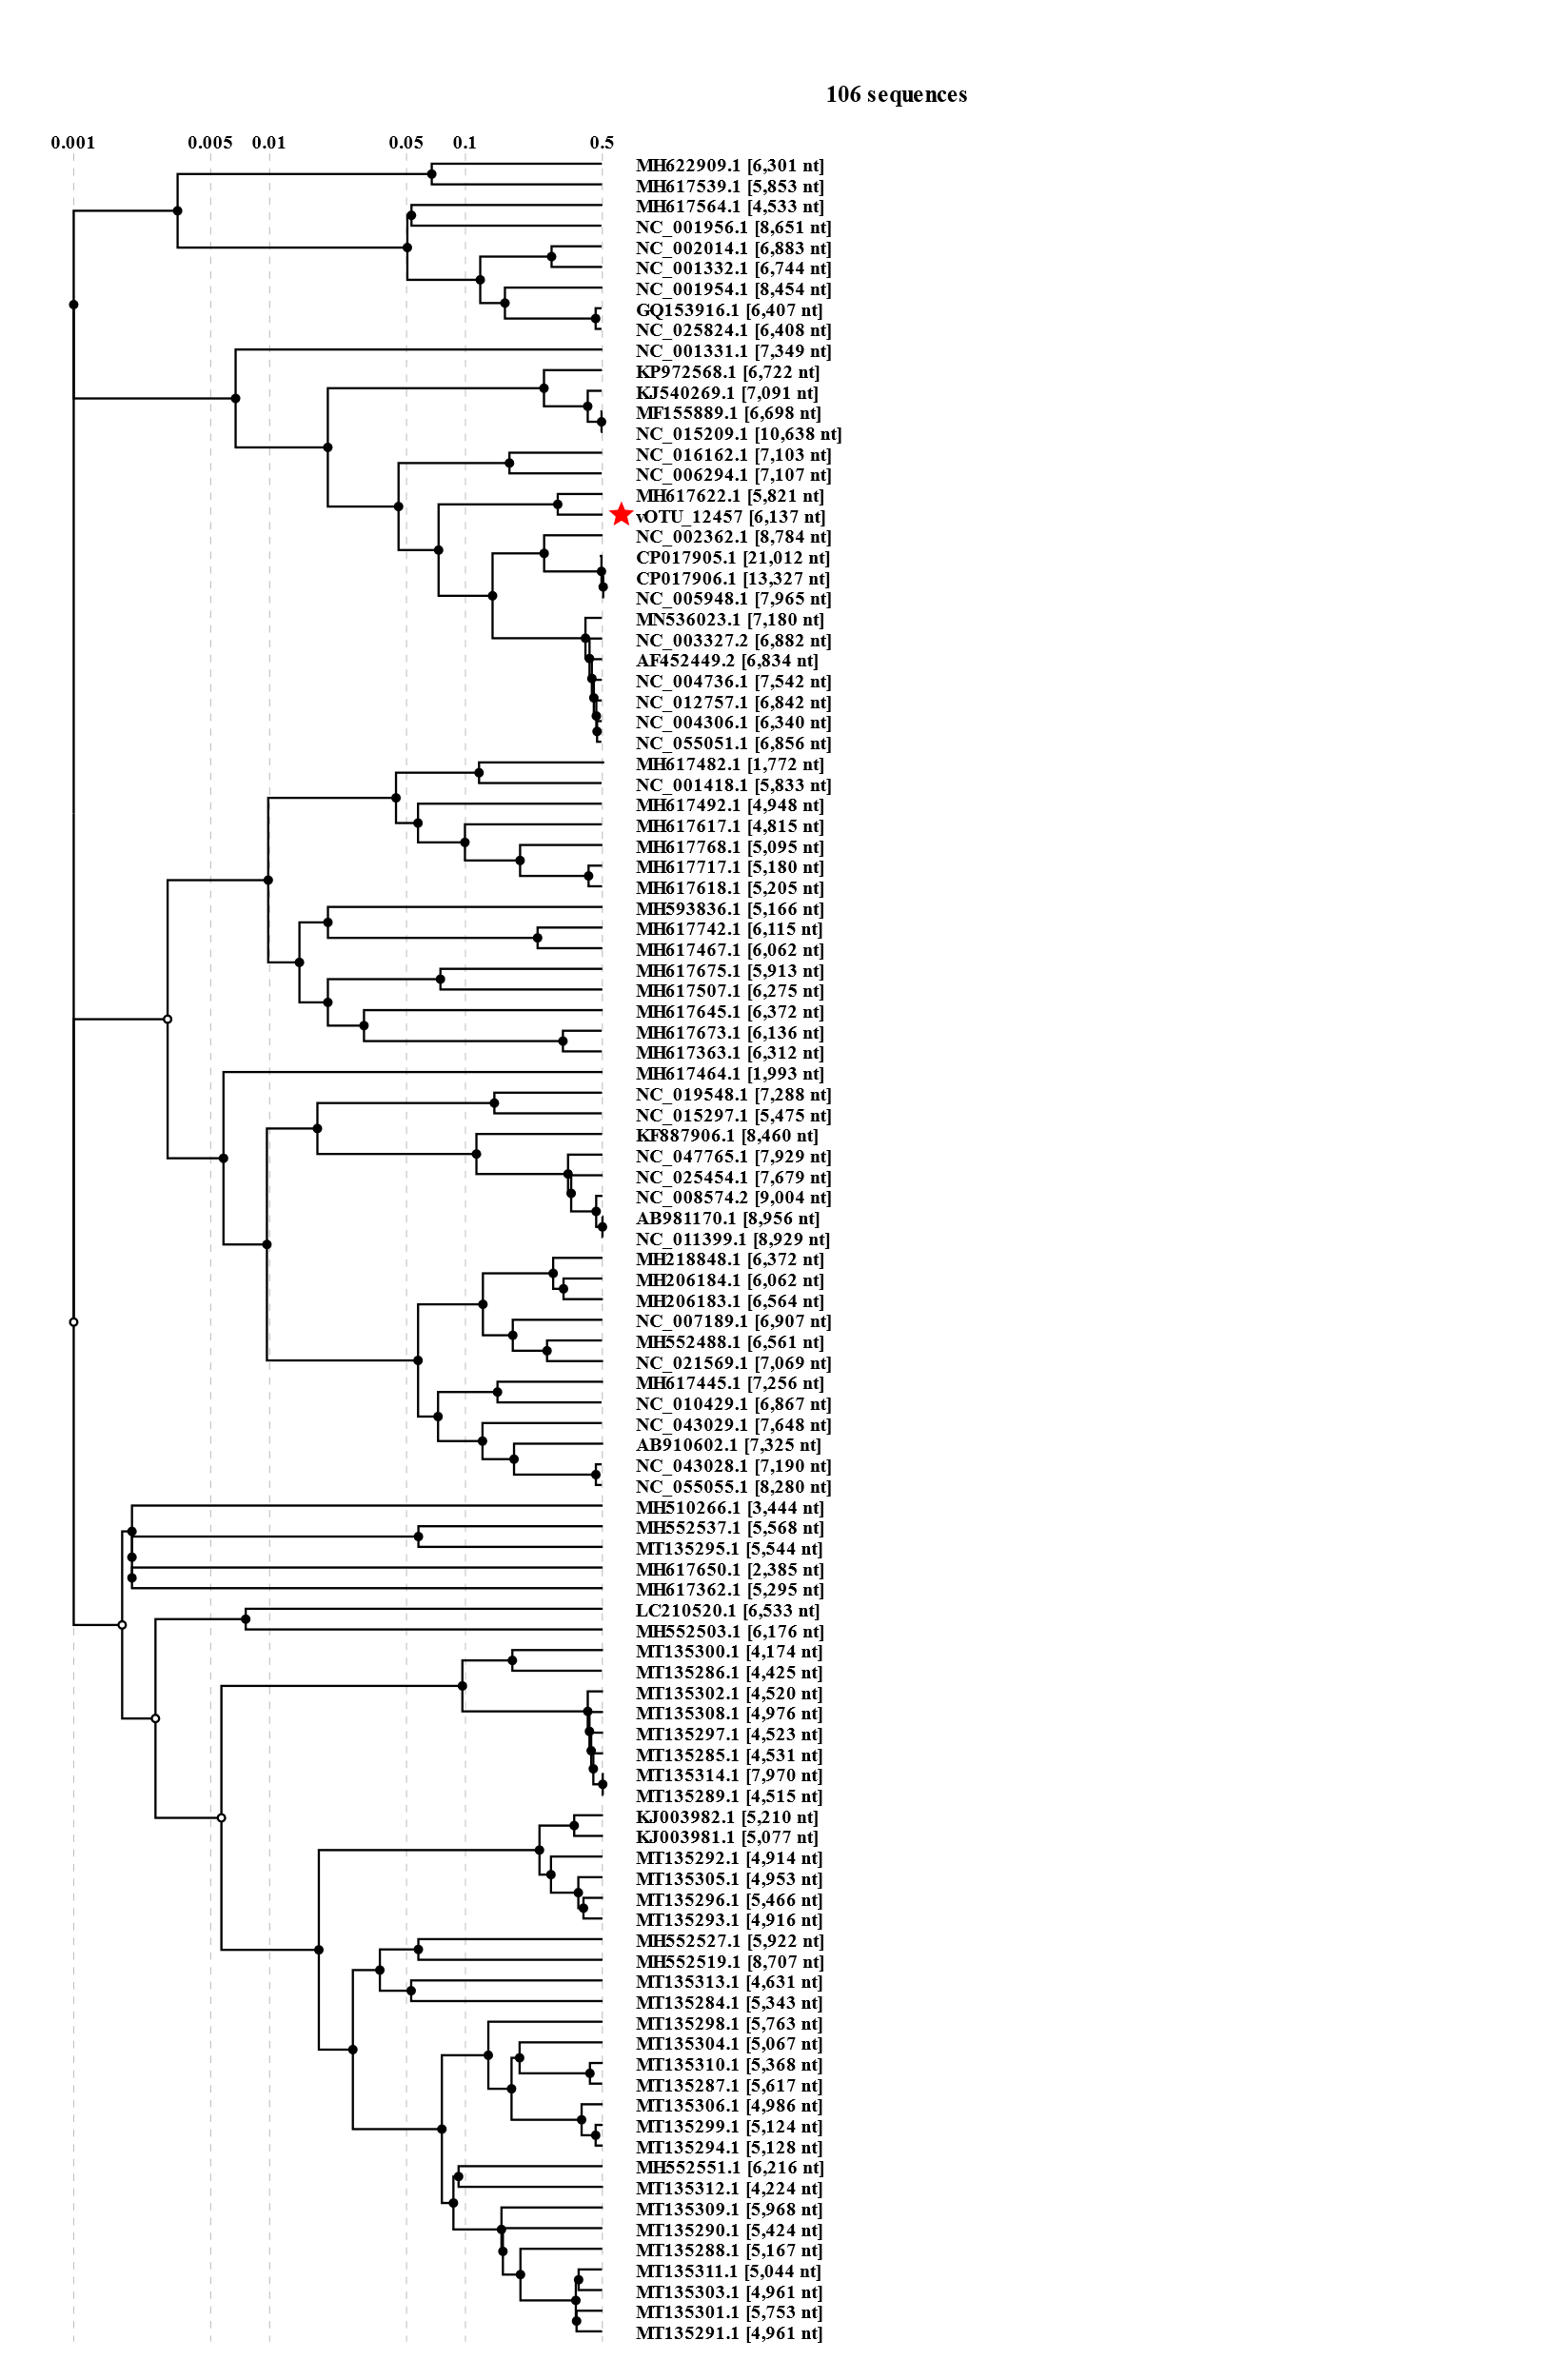 106 sequences
0.001 0.005 0.01 0.05 0.1 0.5
MH622909.1 [6,301 nt]
MH617539.1 [5,853 nt]
MH617564.1 [4,533 nt]
NC_001956.1 [8,651 nt]
NC_002014.1 [6,883 nt]
NC_001332.1 [6,744 nt]
NC_001954.1 [8,454 nt]
GQ153916.1 [6,407 nt]
NC_025824.1 [6,408 nt]
NC_001331.1 [7,349 nt]
KP972568.1 [6,722 nt]
KJ540269.1 [7,091 nt]
MF155889.1 [6,698 nt]
NC_015209.1 [10,638 nt]
NC_016162.1 [7,103 nt]
NC_006294.1 [7,107 nt]
MH617622.1 [5,821 nt]
vOTU_12457 [6,137 nt]
NC_002362.1 [8,784 nt]
CP017905.1 [21,012 nt]
CP017906.1 [13,327 nt]
NC_005948.1 [7,965 nt]
MN536023.1 [7,180 nt]
NC_003327.2 [6,882 nt]
AF452449.2 [6,834 nt]
NC_004736.1 [7,542 nt]
NC_012757.1 [6,842 nt]
NC_004306.1 [6,340 nt]
NC_055051.1 [6,856 nt]
MH617482.1 [1,772 nt]
NC_001418.1 [5,833 nt]
MH617492.1 [4,948 nt]
MH617617.1 [4,815 nt]
MH617768.1 [5,095 nt]
MH617717.1 [5,180 nt]
MH617618.1 [5,205 nt]
MH593836.1 [5,166 nt]
MH617742.1 [6,115 nt]
MH617467.1 [6,062 nt]
MH617675.1 [5,913 nt]
MH617507.1 [6,275 nt]
MH617645.1 [6,372 nt]
MH617673.1 [6,136 nt]
MH617363.1 [6,312 nt]
MH617464.1 [1,993 nt]
NC_019548.1 [7,288 nt]
NC_015297.1 [5,475 nt]
KF887906.1 [8,460 nt]
NC_047765.1 [7,929 nt]
NC_025454.1 [7,679 nt]
NC_008574.2 [9,004 nt]
AB981170.1 [8,956 nt]
NC_011399.1 [8,929 nt]
MH218848.1 [6,372 nt]
MH206184.1 [6,062 nt]
MH206183.1 [6,564 nt]
NC_007189.1 [6,907 nt]
MH552488.1 [6,561 nt]
NC_021569.1 [7,069 nt]
MH617445.1 [7,256 nt]
NC_010429.1 [6,867 nt]
NC_043029.1 [7,648 nt]
AB910602.1 [7,325 nt]
NC_043028.1 [7,190 nt]
NC_055055.1 [8,280 nt]
MH510266.1 [3,444 nt]
MH552537.1 [5,568 nt]
MT135295.1 [5,544 nt]
MH617650.1 [2,385 nt]
MH617362.1 [5,295 nt]
LC210520.1 [6,533 nt]
MH552503.1 [6,176 nt]
MT135300.1 [4,174 nt]
MT135286.1 [4,425 nt]
MT135302.1 [4,520 nt]
MT135308.1 [4,976 nt]
MT135297.1 [4,523 nt]
MT135285.1 [4,531 nt]
MT135314.1 [7,970 nt]
MT135289.1 [4,515 nt]
KJ003982.1 [5,210 nt]
KJ003981.1 [5,077 nt]
MT135292.1 [4,914 nt]
MT135305.1 [4,953 nt]
MT135296.1 [5,466 nt]
MT135293.1 [4,916 nt]
MH552527.1 [5,922 nt]
MH552519.1 [8,707 nt]
MT135313.1 [4,631 nt]
MT135284.1 [5,343 nt]
MT135298.1 [5,763 nt]
MT135304.1 [5,067 nt]
MT135310.1 [5,368 nt]
MT135287.1 [5,617 nt]
MT135306.1 [4,986 nt]
MT135299.1 [5,124 nt]
MT135294.1 [5,128 nt]
MH552551.1 [6,216 nt]
MT135312.1 [4,224 nt]
MT135309.1 [5,968 nt]
MT135290.1 [5,424 nt]
MT135288.1 [5,167 nt]
MT135311.1 [5,044 nt]
MT135303.1 [4,961 nt]
MT135301.1 [5,753 nt]
MT135291.1 [4,961 nt]